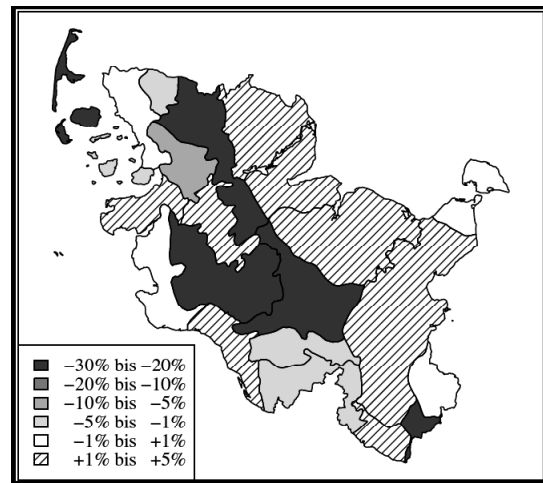 −30% bis −20%
−20% bis −10%
−10% bis −5%
−5% bis −1%
−1% bis +1%
+1% bis +5%